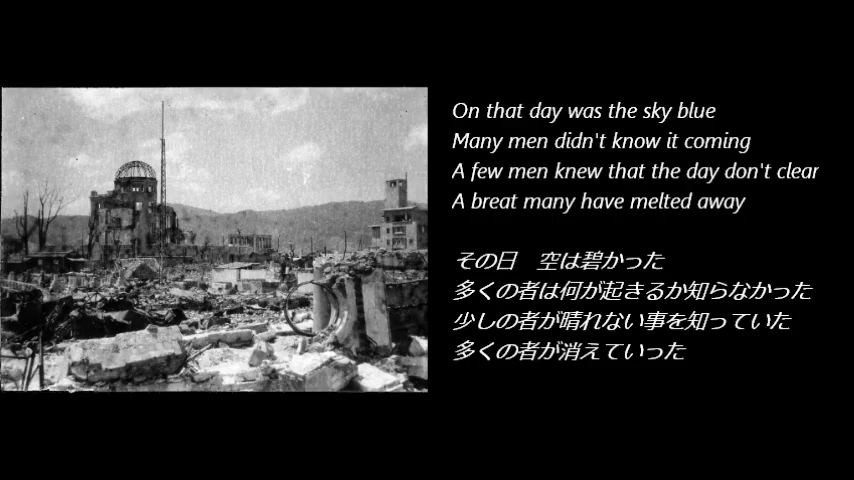 On that day was the sky blue
Many men didn't know it coming
A few men knew that the day don't clear
A breat many have melted away
その日　空は碧かった
多くの者は何が起きるか知らなかった
少しの者が晴れない事を知っていた
多くの者が消えていった